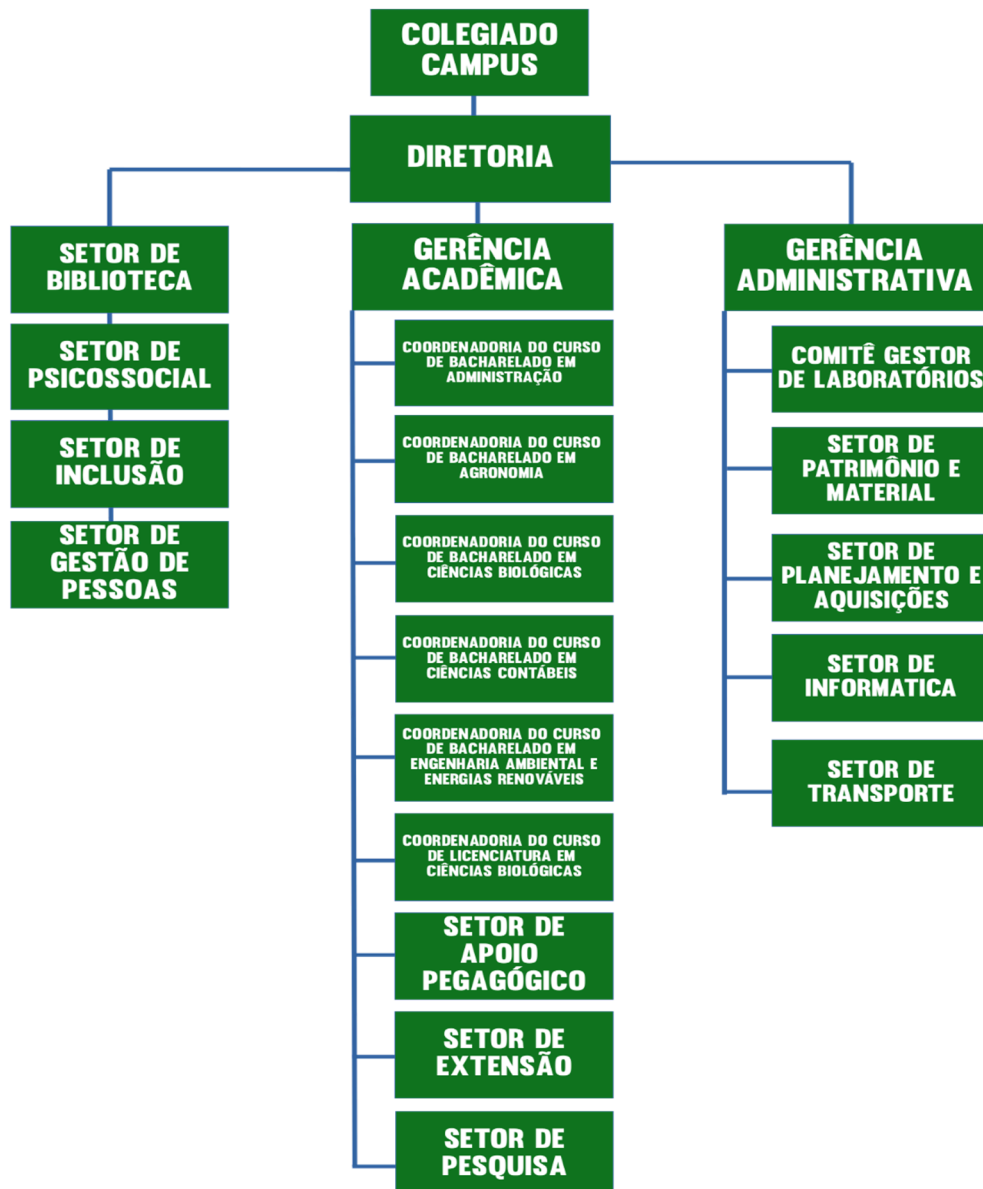 COLEGIADO
CAMPUS
DIRETORIA
SETOR DE
BIBLIOTECA
SETOR DE
PSICOSSOCIAL
SETOR DE
INCLUSÃO
SETOR DE
GESTÃO DE
PESSOAS
GERÊNCIA
ACADÊMICA
COORDENADORIA DO CURSO
DE BACHARELADO EM
ADMINISTRAÇÃO
COORDENADORIA DO CURSO
DE BACHARELADO EM
AGRONOMIA
COORDENADORIA DO CURSO
DE BACHARELADO EM
CIÊNCIAS BIOLÓGICAS
COORDENADORIA DO CURSO
DE BACHARELADO EM
CIÊNCIAS CONTÁBEIS
COORDENADORIA DO CURSO
DE BACHARELADO EM
ENGENHARIA AMBIENTAL E
ENERGIAS RENOVÁVEIS
COORDENADORIA DO CURSO
DE LICENCIATURA EM
CIÊNCIAS BIOLÓGICAS
SETOR DE
APOIO
PEGAGÓGICO
SETOR DE
EXTENSÃO
SETOR DE
PESQUISA
GERÊNCIA
ADMINISTRATIVA
COMITÊ GESTOR
DE LABORATÓRIOS
SETOR DE
PATRIMÔNIO E
MATERIAL
SETOR DE
PLANEJAMENTO E
AQUISIÇÕES
SETOR DE
INFORMATICA
SETOR DE
TRANSPORTE